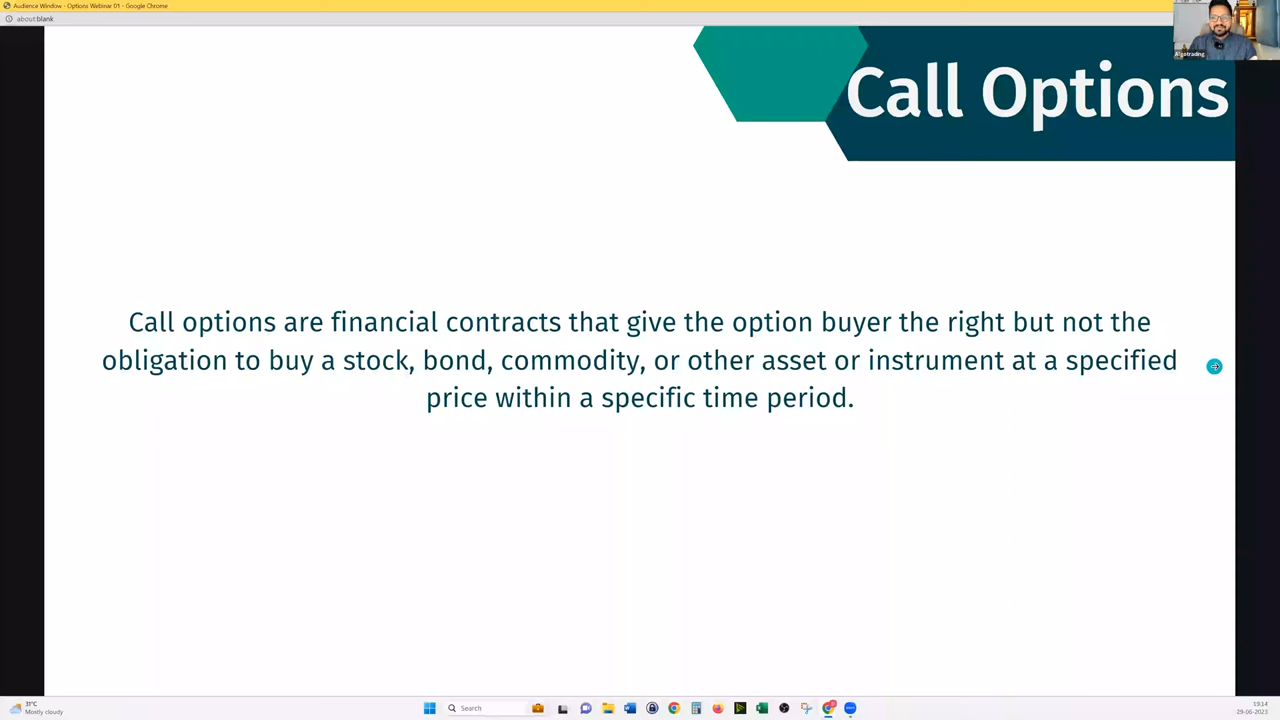 Audience Window - Options Webinar 01 - Google Chrome
about:blank
Algotrading
Call Options
Call options are financial contracts that give the option buyer the right but not the
obligation to buy a stock, bond, commodity, or other asset or instrument at a specified
price within a specific time period.
31°C
Mostly cloudy
Search
19:14
29-06-2023